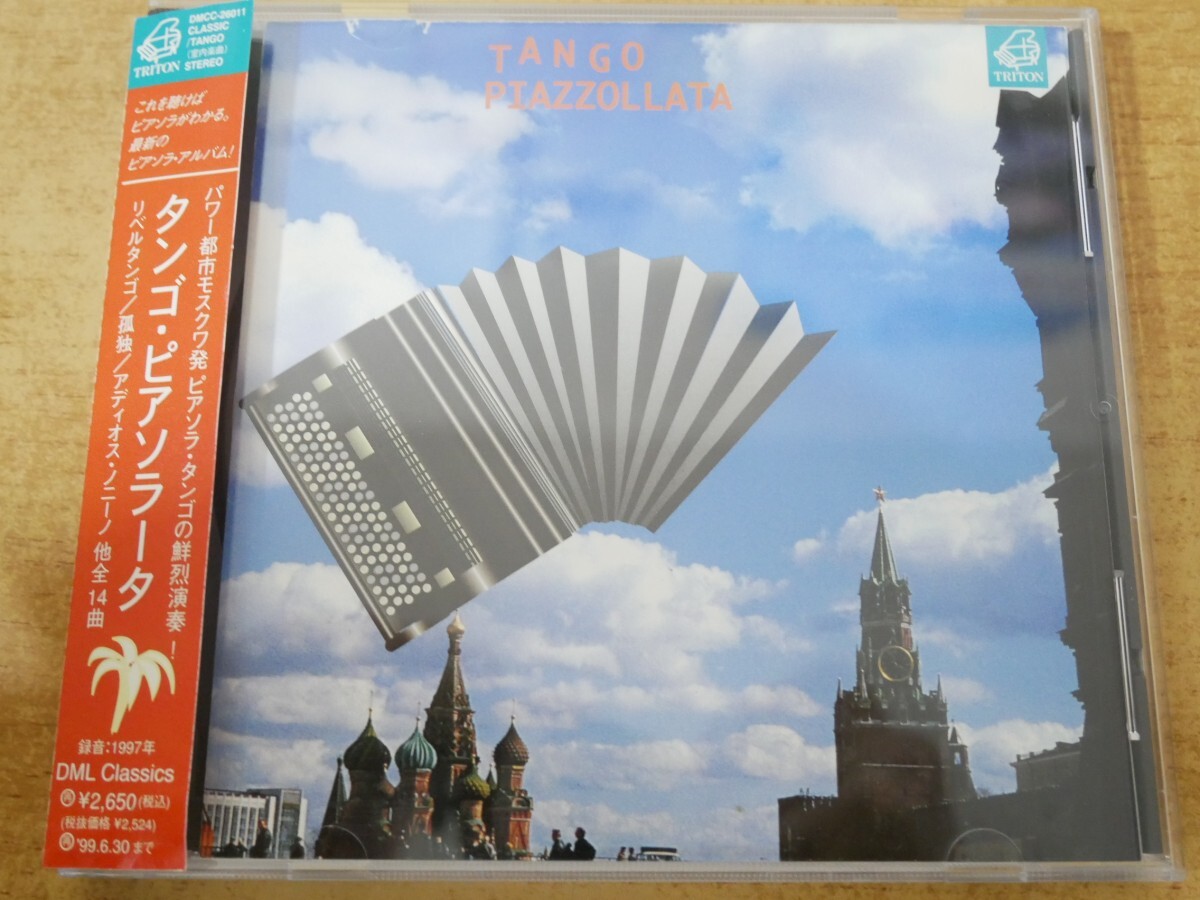 DMCC-26011
CLASSIC
/TANGO
(室内楽曲)
STEREO
TRITON
これを聴けば
ピアソラがわかる。
最新の
ピアソラ・アルバム!
パワー都市モスクワ発 ピアソラ・タンゴの鮮烈演奏!
タンゴ・ピアソラータ
リベルタンゴ/孤独/アディオス・ノニーノ 他全14曲
録音:1997年
DML Classics
¥2,650(税込)
(税抜価格 ¥2,524)
'99.6.30まで
TANGO
PIAZZOLLATA
TRITON